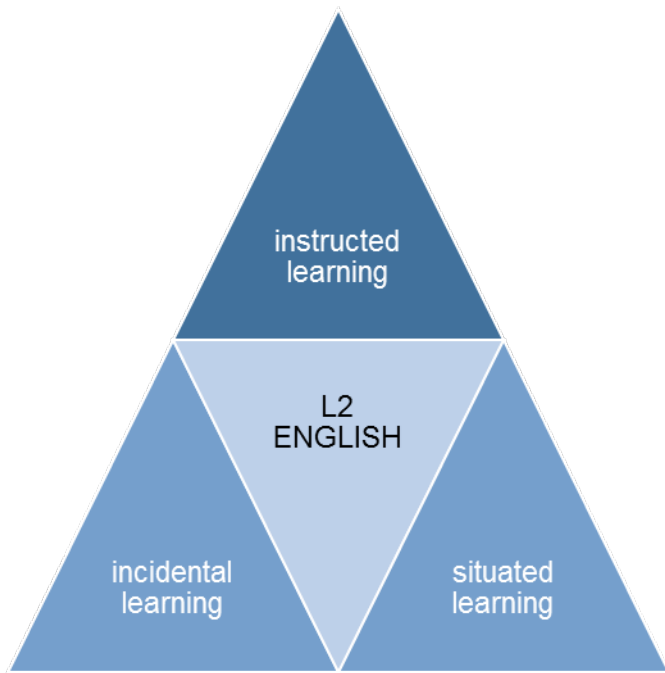 instructed
learning
L2
ENGLISH
incidental
learning
situated
learning